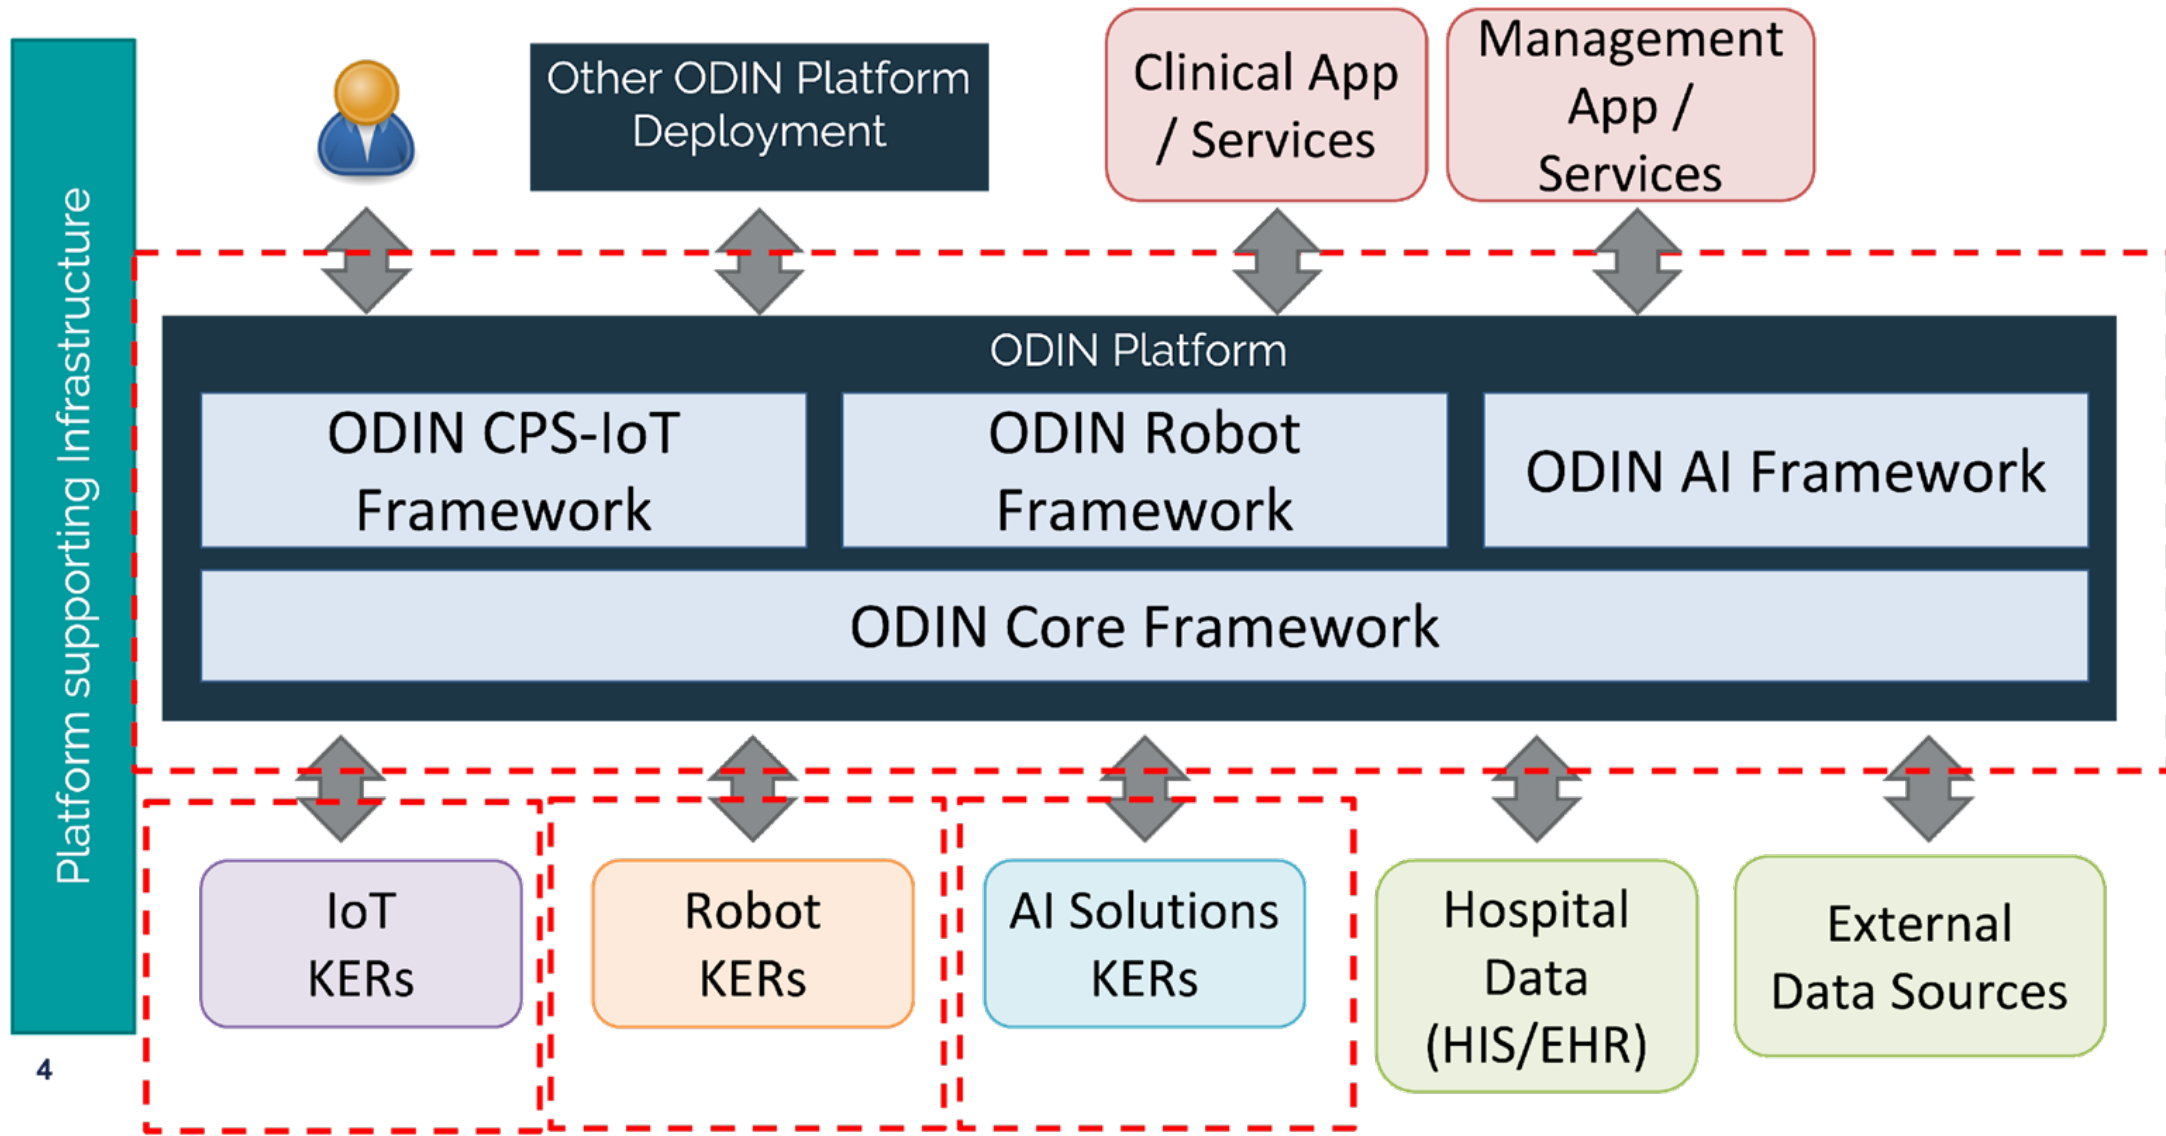 Platform supporting Infrastructure
Other ODIN Platform
Deployment
Clinical App
/ Services
Management
App /
Services
ODIN Platform
ODIN CPS-IoT
Framework
ODIN Robot
Framework
ODIN AI Framework
ODIN Core Framework
IoT
KERs
Robot
KERs
AI Solutions
KERs
Hospital
Data
(HIS/EHR)
External
Data Sources
4